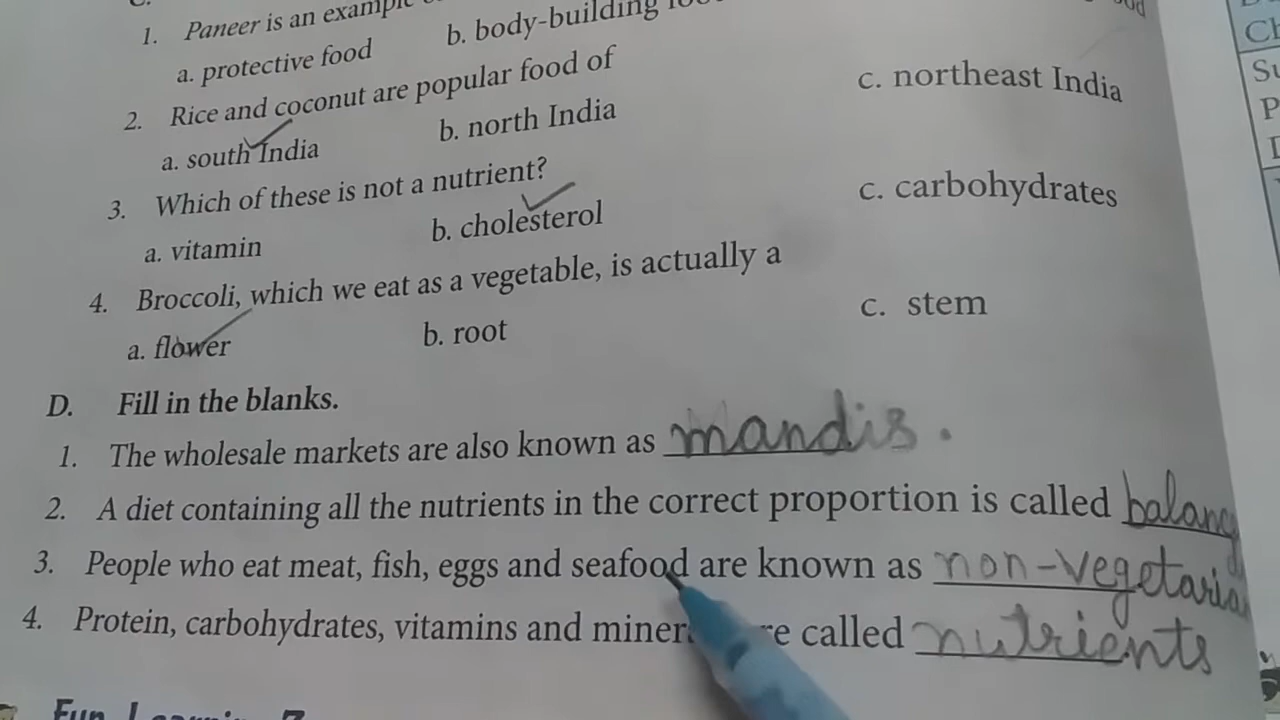 1. Paneer is an example
a. protective food b. body-building
2. Rice and coconut are popular food of
a. south India b. north India c. northeast India
3. Which of these is not a nutrient?
a. vitamin b. cholesterol c. carbohydrates
4. Broccoli, which we eat as a vegetable, is actually a
a. flower b. root c. stem
D. Fill in the blanks.
1. The wholesale markets are also known as mandis.
2. A diet containing all the nutrients in the correct proportion is called balanc
3. People who eat meat, fish, eggs and seafood are known as non-vegetaria
4. Protein, carbohydrates, vitamins and miner re called nutrients
Fun